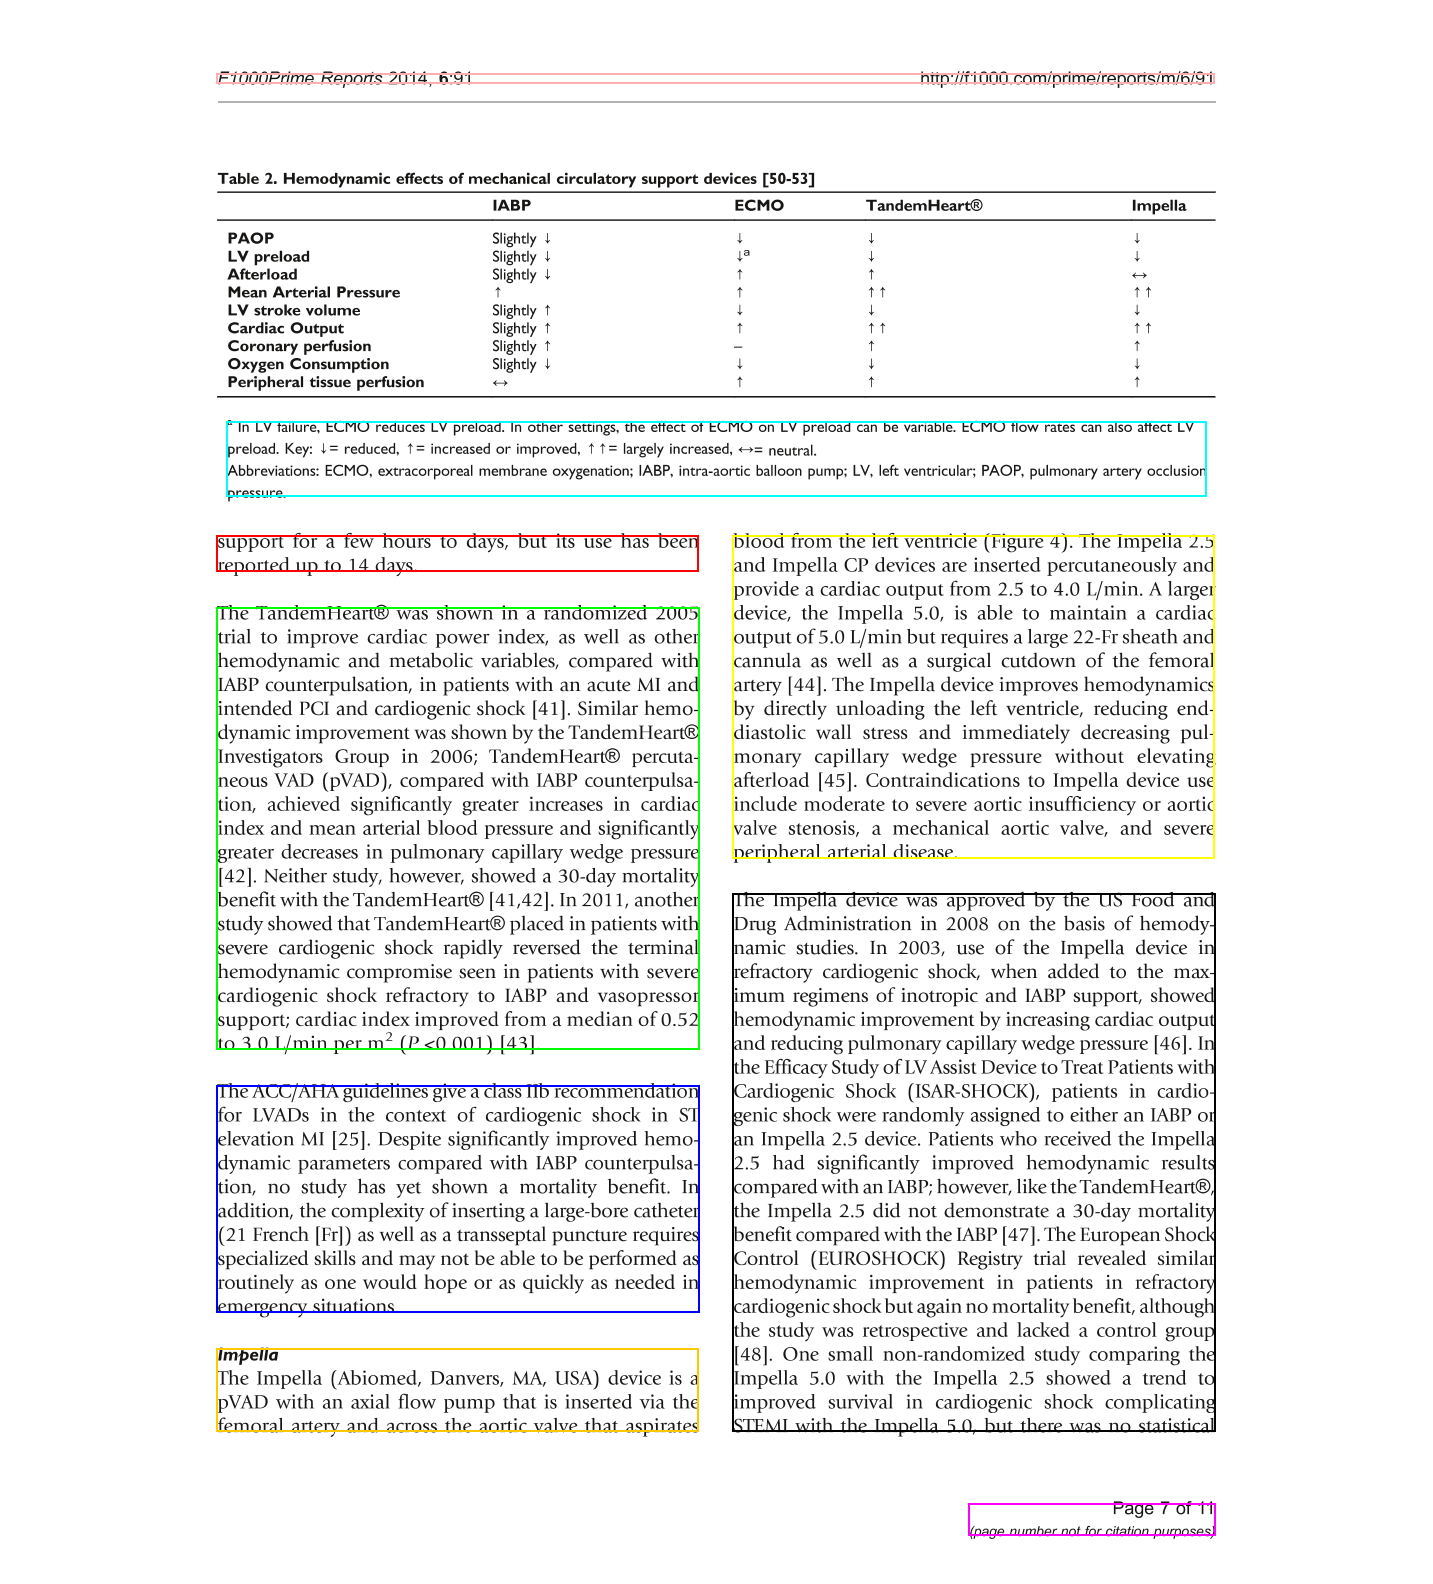 F1000Prime Reports 2014, 6:91 http://f1000.com/prime/reports/m/6/91
Table 2. Hemodynamic effects of mechanical circulatory support devices [50-53]
IABP ECMO TandemHeart® Impella
PAOP Slightly ↓ ↓ ↓ ↓
LV preload Slightly ↓ ↓a ↓ ↓
Afterload Slightly ↓ ↑ ↑ ↔
Mean Arterial Pressure ↑ ↑ ↑↑ ↑↑
LV stroke volume Slightly ↑ ↓ ↓ ↓
Cardiac Output Slightly ↑ ↑ ↑↑ ↑↑
Coronary perfusion Slightly ↑ – ↑ ↑
Oxygen Consumption Slightly ↓ ↓ ↓ ↓
Peripheral tissue perfusion ↔ ↑ ↑ ↑
a In LV failure, ECMO reduces LV preload. In other settings, the effect of ECMO on LV preload can be variable. ECMO flow rates can also affect LV
preload. Key: ↓= reduced, ↑= increased or improved, ↑↑= largely increased, ↔= neutral.
Abbreviations: ECMO, extracorporeal membrane oxygenation; IABP, intra-aortic balloon pump; LV, left ventricular; PAOP, pulmonary artery occlusion
pressure.
support for a few hours to days, but its use has been
reported up to 14 days.
The TandemHeart® was shown in a randomized 2005
trial to improve cardiac power index, as well as other
hemodynamic and metabolic variables, compared with
IABP counterpulsation, in patients with an acute MI and
intended PCI and cardiogenic shock [41]. Similar hemo-
dynamic improvement was shown by the TandemHeart®
Investigators Group in 2006; TandemHeart® percuta-
neous VAD (pVAD), compared with IABP counterpulsa-
tion, achieved significantly greater increases in cardiac
index and mean arterial blood pressure and significantly
greater decreases in pulmonary capillary wedge pressure
[42]. Neither study, however, showed a 30-day mortality
benefit with the TandemHeart® [41,42]. In 2011, another
study showed that TandemHeart® placed in patients with
severe cardiogenic shock rapidly reversed the terminal
hemodynamic compromise seen in patients with severe
cardiogenic shock refractory to IABP and vasopressor
support; cardiac index improved from a median of 0.52
to 3.0 L/min per m2 (P <0.001) [43].
The ACC/AHA guidelines give a class IIb recommendation
for LVADs in the context of cardiogenic shock in ST
elevation MI [25]. Despite significantly improved hemo-
dynamic parameters compared with IABP counterpulsa-
tion, no study has yet shown a mortality benefit. In
addition, the complexity of inserting a large-bore catheter
(21 French [Fr]) as well as a transseptal puncture requires
specialized skills and may not be able to be performed as
routinely as one would hope or as quickly as needed in
emergency situations.
Impella
The Impella (Abiomed, Danvers, MA, USA) device is a
pVAD with an axial flow pump that is inserted via the
femoral artery and across the aortic valve that aspirates
blood from the left ventricle (Figure 4). The Impella 2.5
and Impella CP devices are inserted percutaneously and
provide a cardiac output from 2.5 to 4.0 L/min. A larger
device, the Impella 5.0, is able to maintain a cardiac
output of 5.0 L/min but requires a large 22-Fr sheath and
cannula as well as a surgical cutdown of the femoral
artery [44]. The Impella device improves hemodynamics
by directly unloading the left ventricle, reducing end-
diastolic wall stress and immediately decreasing pul-
monary capillary wedge pressure without elevating
afterload [45]. Contraindications to Impella device use
include moderate to severe aortic insufficiency or aortic
valve stenosis, a mechanical aortic valve, and severe
peripheral arterial disease.
The Impella device was approved by the US Food and
Drug Administration in 2008 on the basis of hemody-
namic studies. In 2003, use of the Impella device in
refractory cardiogenic shock, when added to the max-
imum regimens of inotropic and IABP support, showed
hemodynamic improvement by increasing cardiac output
and reducing pulmonary capillary wedge pressure [46]. In
the Efficacy Study of LV Assist Device to Treat Patients with
Cardiogenic Shock (ISAR-SHOCK), patients in cardio-
genic shock were randomly assigned to either an IABP or
an Impella 2.5 device. Patients who received the Impella
2.5 had significantly improved hemodynamic results
compared with an IABP; however, like the TandemHeart®,
the Impella 2.5 did not demonstrate a 30-day mortality
benefit compared with the IABP [47]. The European Shock
Control (EUROSHOCK) Registry trial revealed similar
hemodynamic improvement in patients in refractory
cardiogenic shock but again no mortality benefit, although
the study was retrospective and lacked a control group
[48]. One small non-randomized study comparing the
Impella 5.0 with the Impella 2.5 showed a trend to
improved survival in cardiogenic shock complicating
STEMI with the Impella 5.0, but there was no statistical
Page 7 of 11
(page number not for citation purposes)